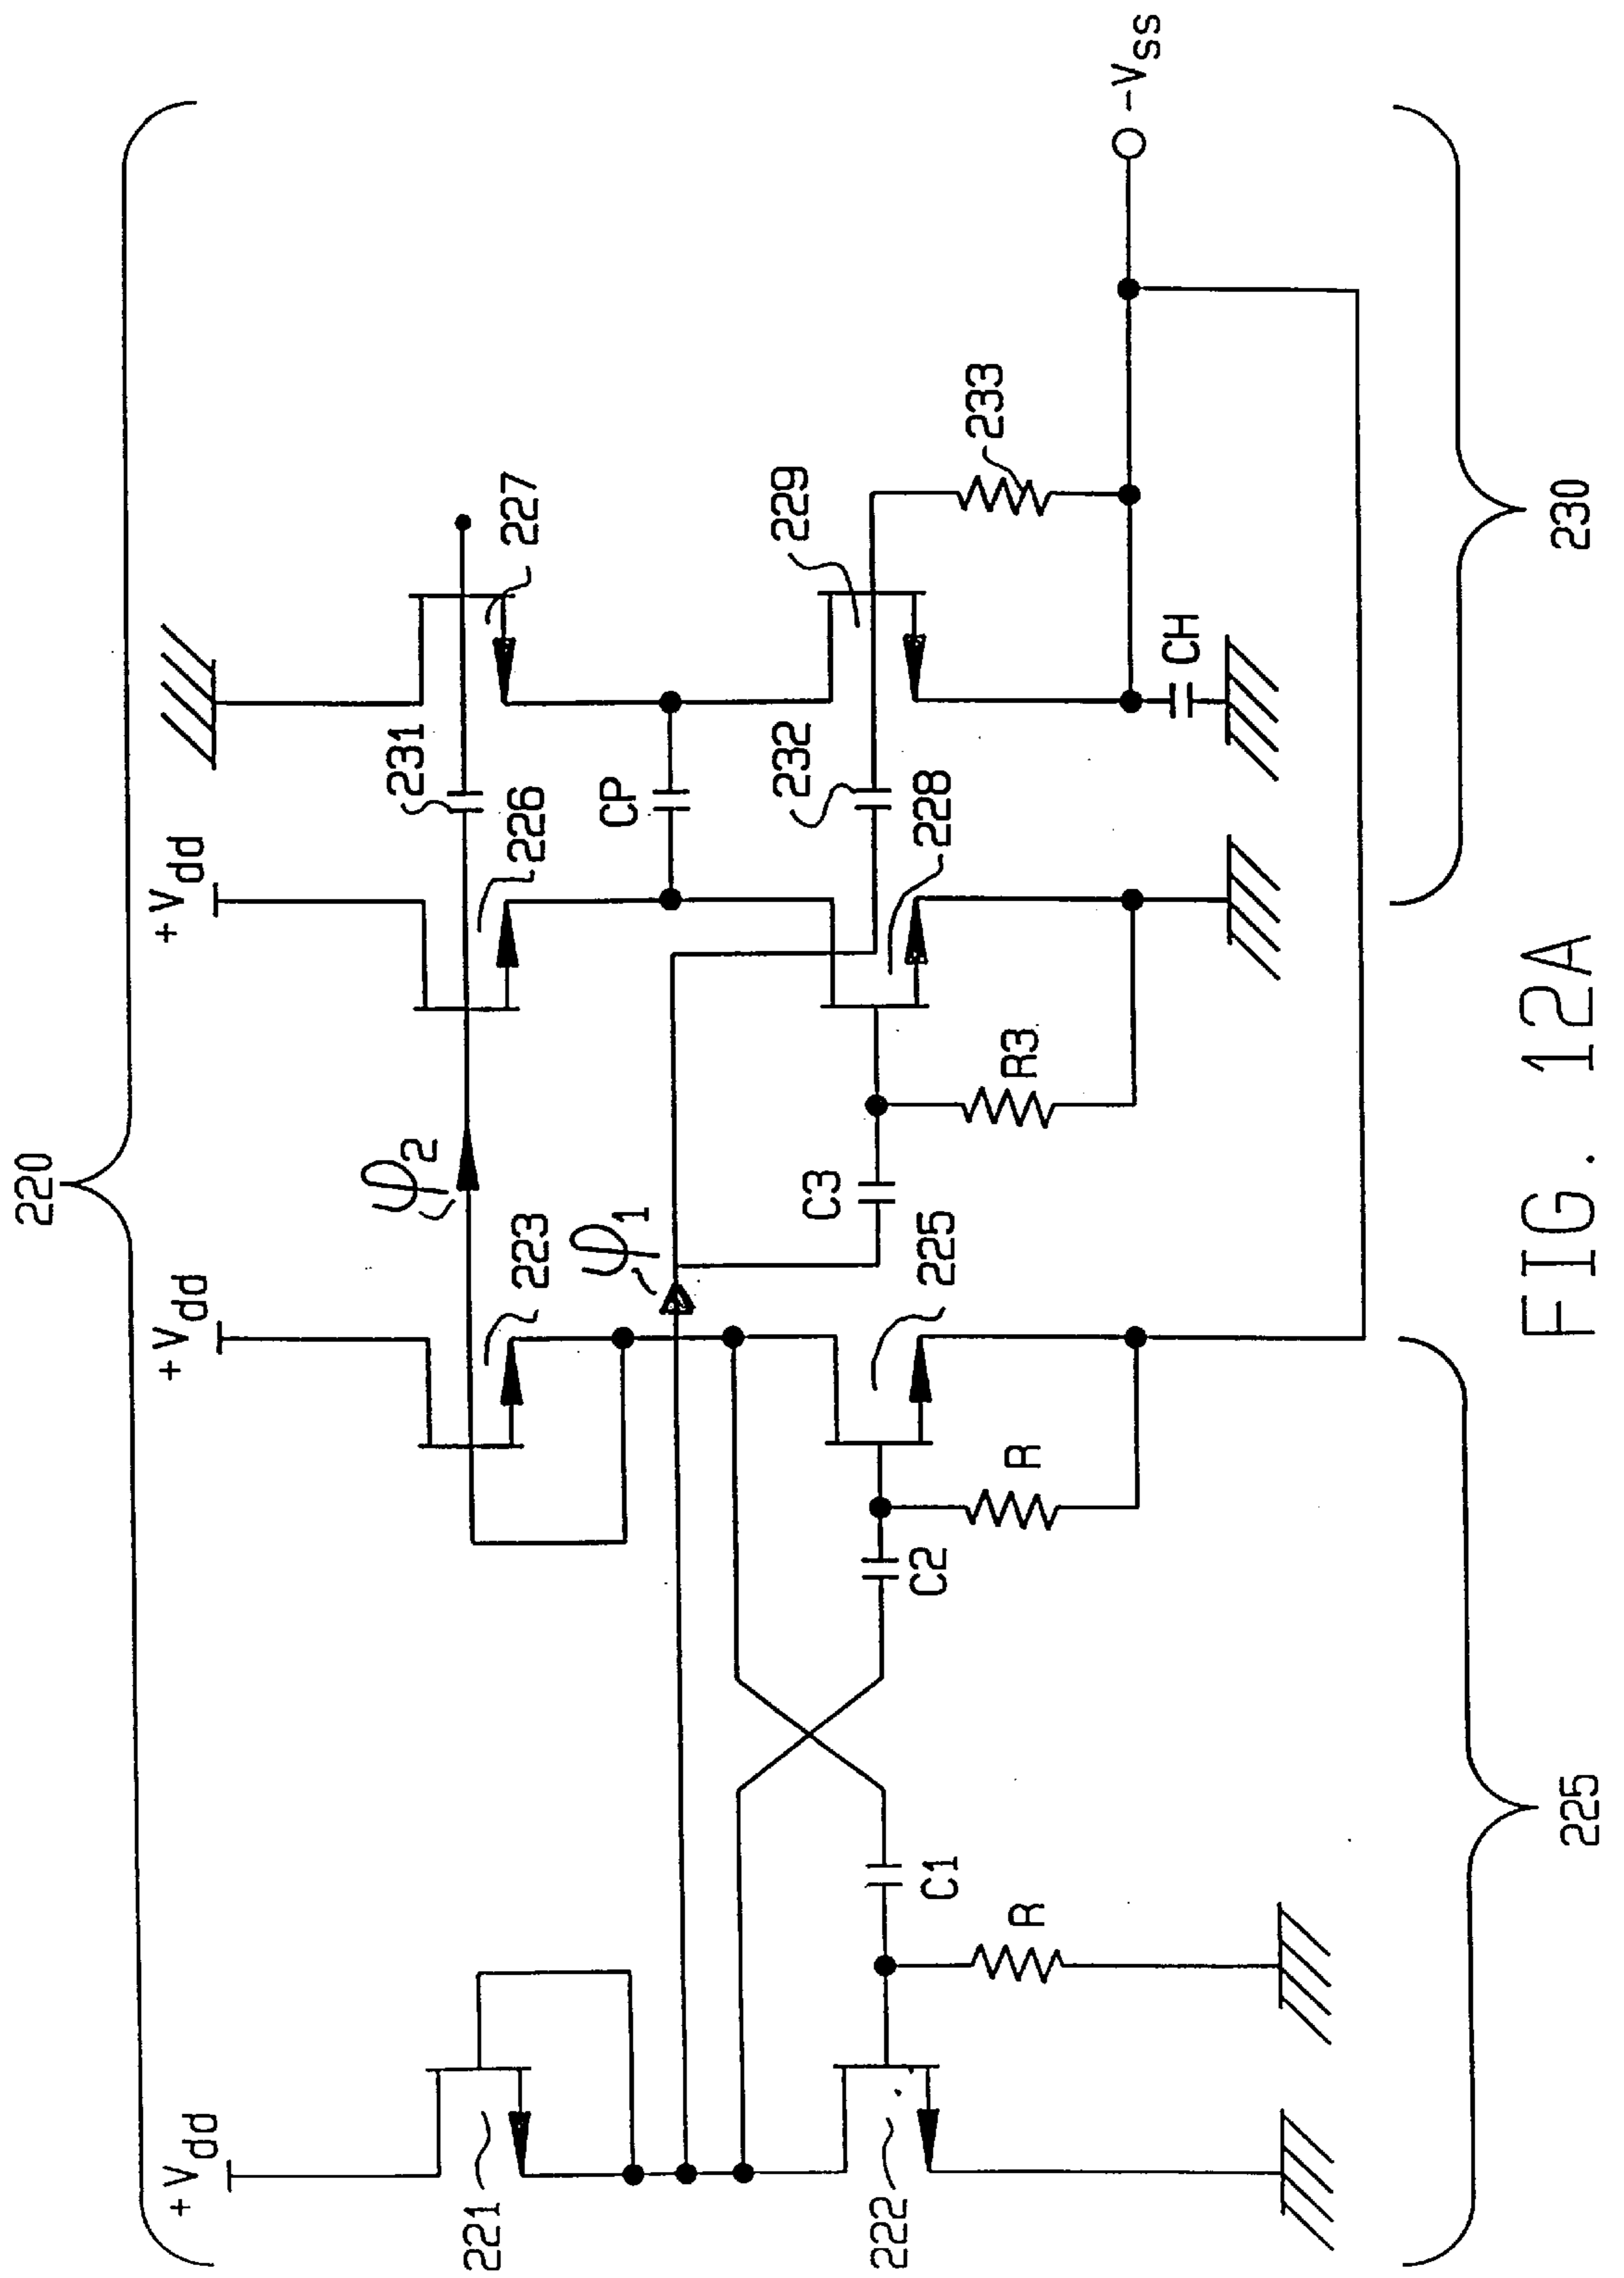 220
+Vdd
+Vdd
+Vdd
φ2
231
221
223
226
227
φ1
CP
222
C3
232
229
C1
C2
225
228
R
R
R3
233
CH
-Vss
225
230
FIG. 12A